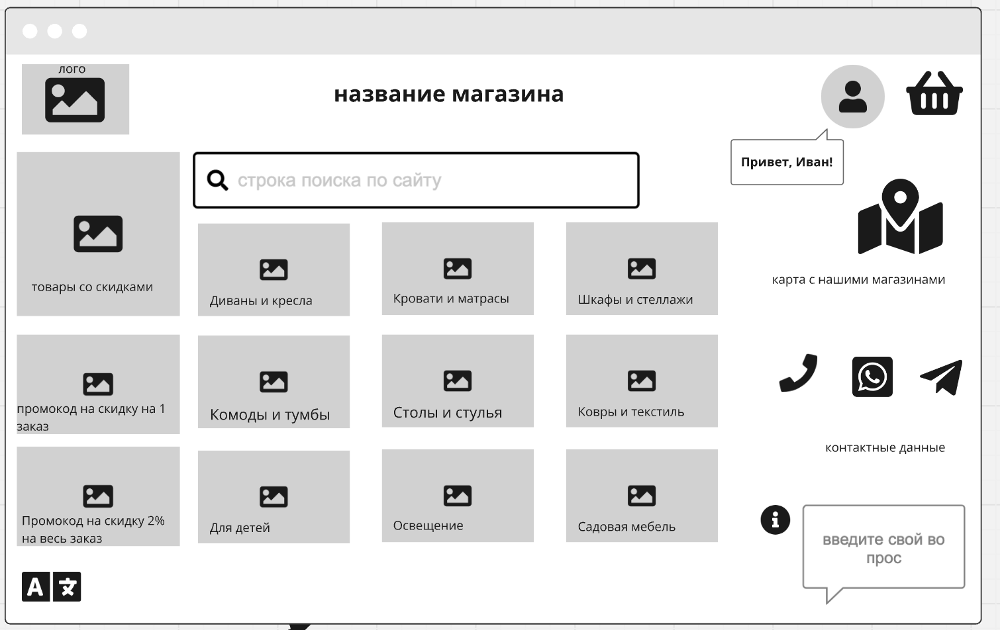 лого
название магазина
Привет, Иван!
строка поиска по сайту
товары со скидками
Диваны и кресла
Кровати и матрасы
Шкафы и стеллажи
карта с нашими магазинами
промокод на скидку на 1
заказ
Комоды и тумбы
Столы и стулья
Ковры и текстиль
контактные данные
Промокод на скидку 2%
на весь заказ
Для детей
Освещение
Садовая мебель
введите свой во
прос
A 文